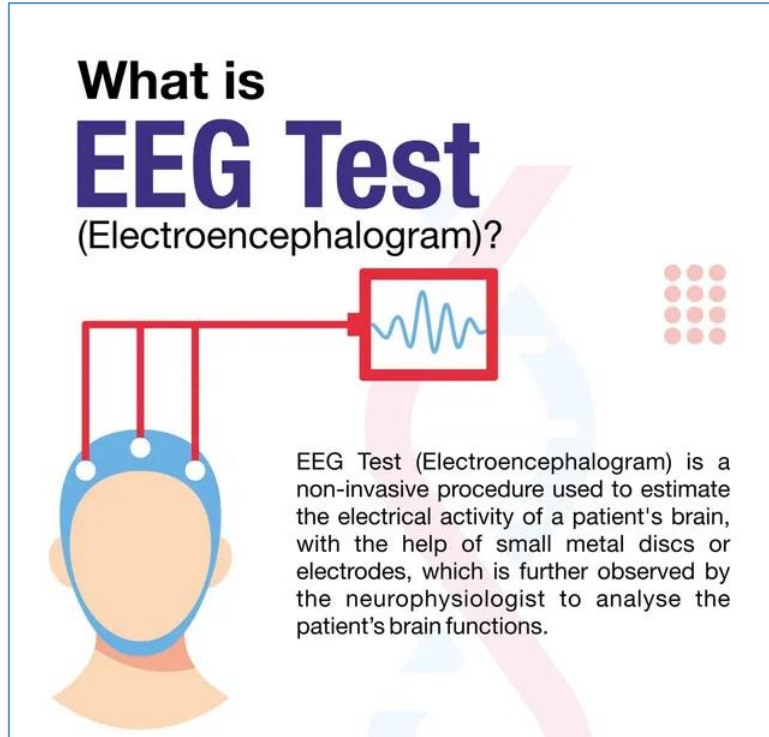 What is
EEG Test
(Electroencephalogram)?
EEG Test (Electroencephalogram) is a
non-invasive procedure used to estimate
the electrical activity of a patient's brain,
with the help of small metal discs or
electrodes, which is further observed by
the neurophysiologist to analyse the
patient’s brain functions.